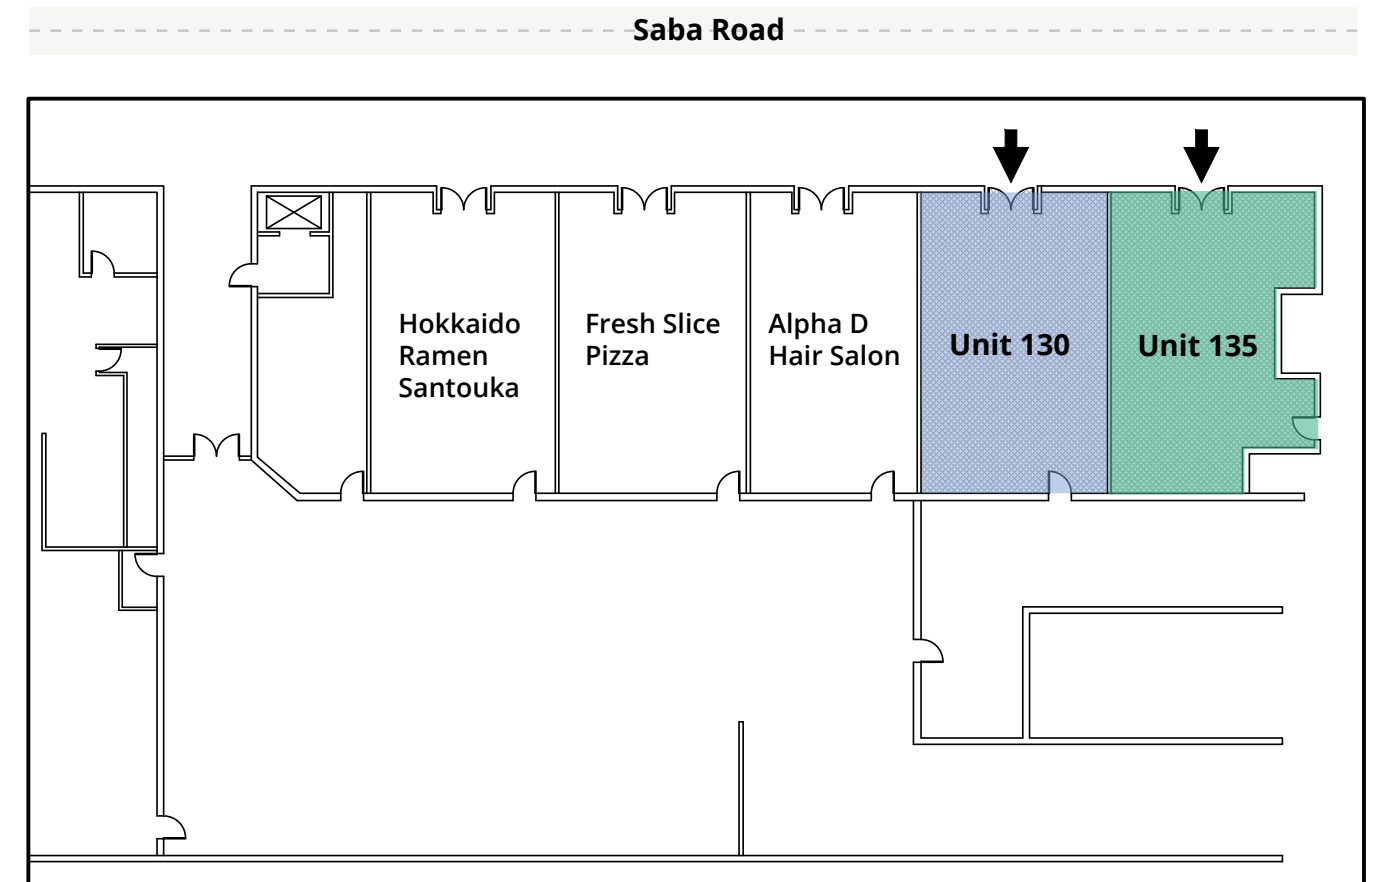 Saba Road
Hokkaido
Ramen
Santouka
Fresh Slice
Pizza
Alpha D
Hair Salon
Unit 130
Unit 135